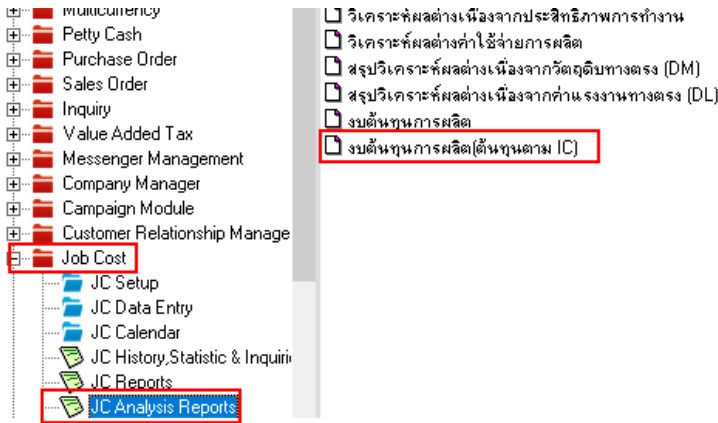 Multicurrency
Petty Cash
Purchase Order
Sales Order
Inquiry
Value Added Tax
Messenger Management
Company Manager
Campaign Module
Customer Relationship Manage
Job Cost
JC Setup
JC Data Entry
JC Calendar
JC History,Statistic & Inquirie
JC Reports
JC Analysis Reports
วิเคราะห์ผลต่างเนื่องจากประสิทธิภาพการทำงาน
วิเคราะห์ผลต่างค่าใช้จ่ายการผลิต
สรุปวิเคราะห์ผลต่างเนื่องจากวัตถุดิบทางตรง (DM)
สรุปวิเคราะห์ผลต่างเนื่องจากค่าแรงงานทางตรง (DL)
งบต้นทุนการผลิต
งบต้นทุนการผลิต(ต้นทุนตาม IC)